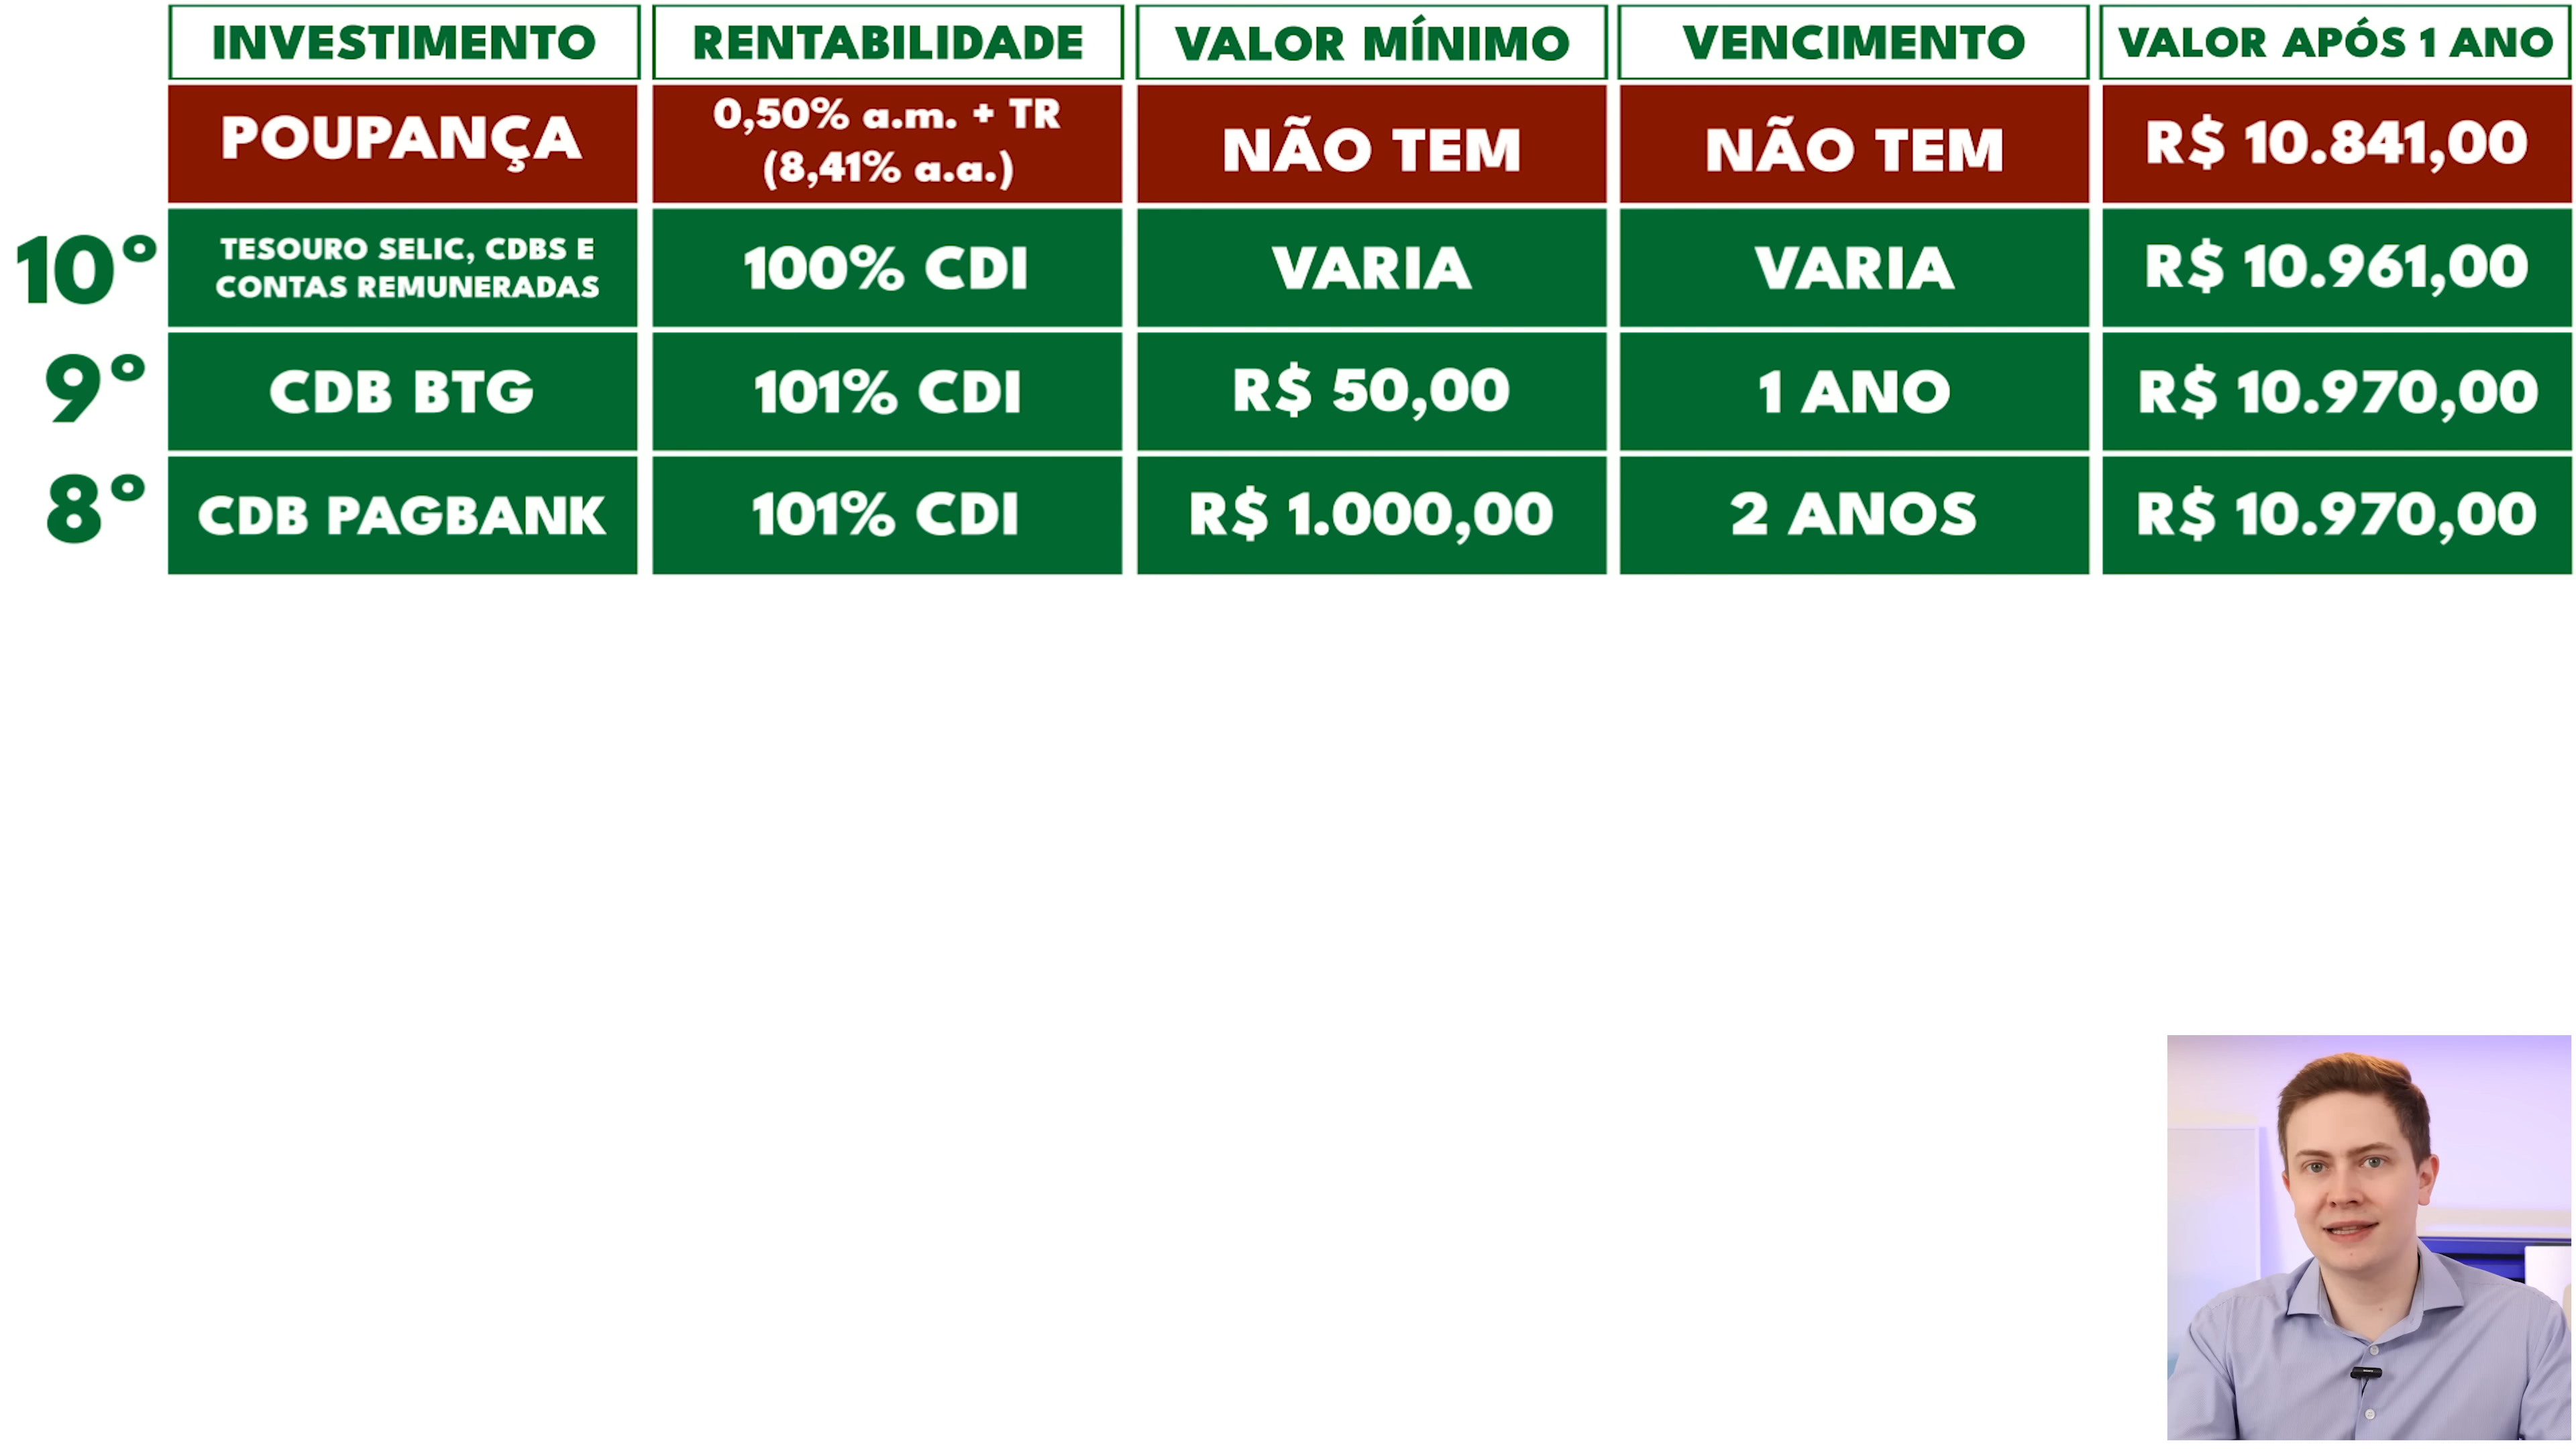 INVESTIMENTO RENTABILIDADE VALOR MÍNIMO VENCIMENTO VALOR APÓS 1 ANO
POUPANÇA 0,50% a.m. + TR (8,41% a.a.) NÃO TEM NÃO TEM R$ 10.841,00
10º TESOURO SELIC, CDBS E CONTAS REMUNERADAS 100% CDI VARIA VARIA R$ 10.961,00
9º CDB BTG 101% CDI R$ 50,00 1 ANO R$ 10.970,00
8º CDB PAGBANK 101% CDI R$ 1.000,00 2 ANOS R$ 10.970,00